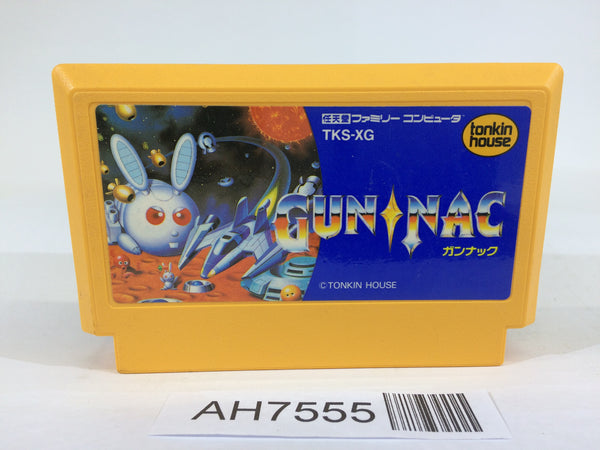 任天堂 ファミリー コンピュータ
TKS-XG
tonkin
house
GUN NAC
ガンナック
© TONKIN HOUSE
AH7555